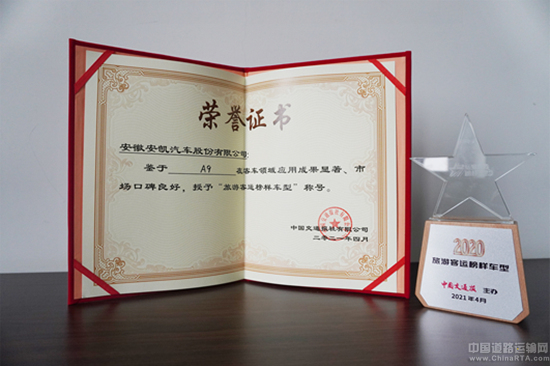 荣誉证书
安徽安凯汽车股份有限公司:
鉴于 A9 在客车领域应用成果显著、市
场口碑良好，授予“旅游客运榜样车型”称号。
中国交通报社有限公司
二零二一年四月
2020
旅游客运榜样车型
中国交通报 主办
2021年4月
中国道路运输网
www.ChinaRTA.com